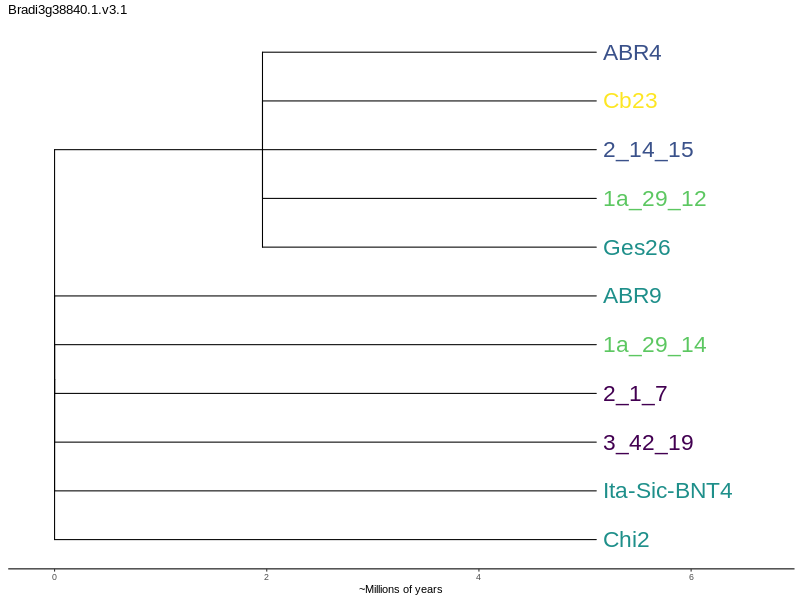 Bradi3g38840.1.v3.1
ABR4
Cb23
2_14_15
1a_29_12
Ges26
ABR9
1a_29_14
2_1_7
3_42_19
Ita-Sic-BNT4
Chi2
0 2 4 6
~Millions of years